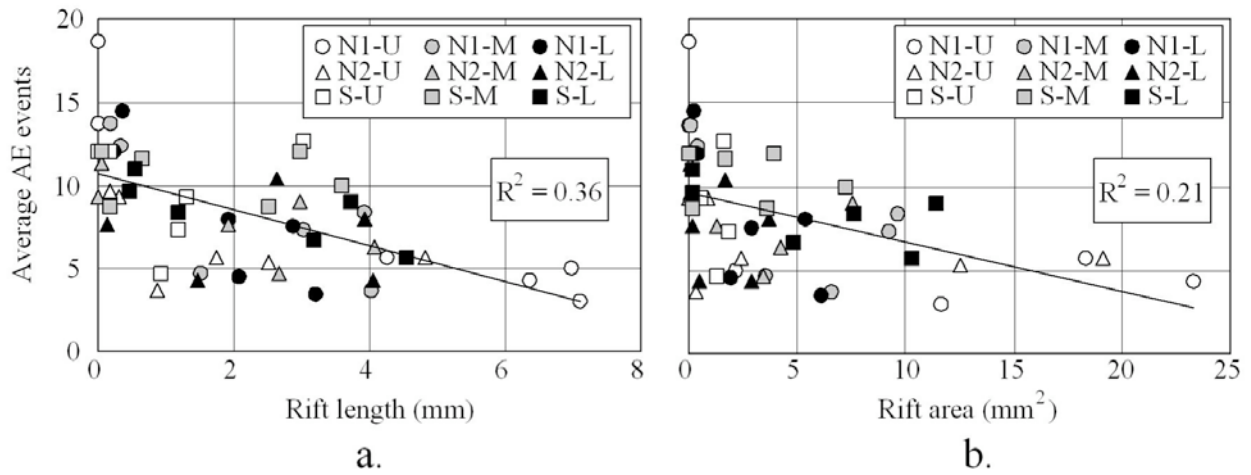 20
15
10
5
0
Average AE events
N1-U N1-M N1-L
N2-U N2-M N2-L
S-U S-M S-L
R² = 0.36
0 2 4 6 8
Rift length (mm)
a.
N1-U N1-M N1-L
N2-U N2-M N2-L
S-U S-M S-L
R² = 0.21
0 5 10 15 20 25
Rift area (mm²)
b.